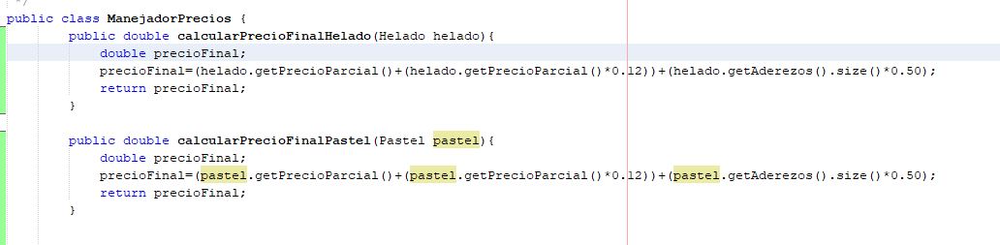 */
public class ManejadorPrecios {
public double calcularPrecioFinalHelado(Helado helado){
double precioFinal;
precioFinal=(helado.getPrecioParcial()+(helado.getPrecioParcial()*0.12))+(helado.getAderezos().size()*0.50);
return precioFinal;
}
public double calcularPrecioFinalPastel(Pastel pastel){
double precioFinal;
precioFinal=(pastel.getPrecioParcial()+(pastel.getPrecioParcial()*0.12))+(pastel.getAderezos().size()*0.50);
return precioFinal;
}